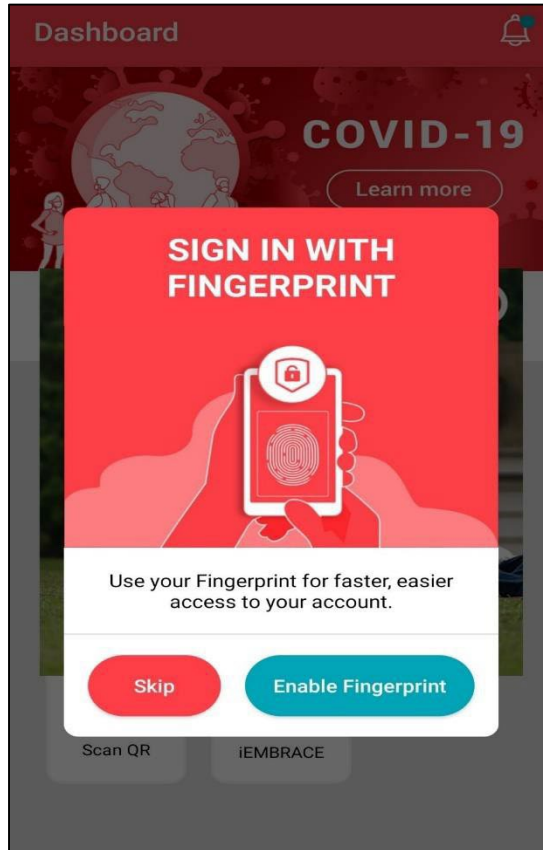 Dashboard
COVID-19
Learn more
SIGN IN WITH
FINGERPRINT
Use your Fingerprint for faster, easier
access to your account.
Skip
Enable Fingerprint
Scan QR
iEMBRACE